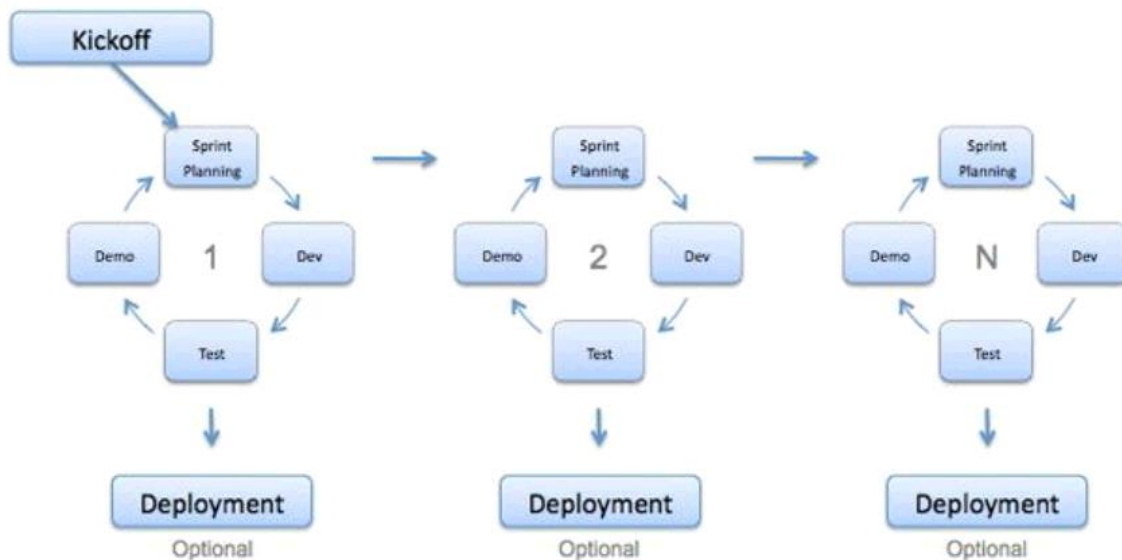 Kickoff
Sprint
Planning
Demo
1
Dev
Test
Deployment
Optional
Sprint
Planning
Demo
2
Dev
Test
Deployment
Optional
Sprint
Planning
Demo
N
Dev
Test
Deployment
Optional